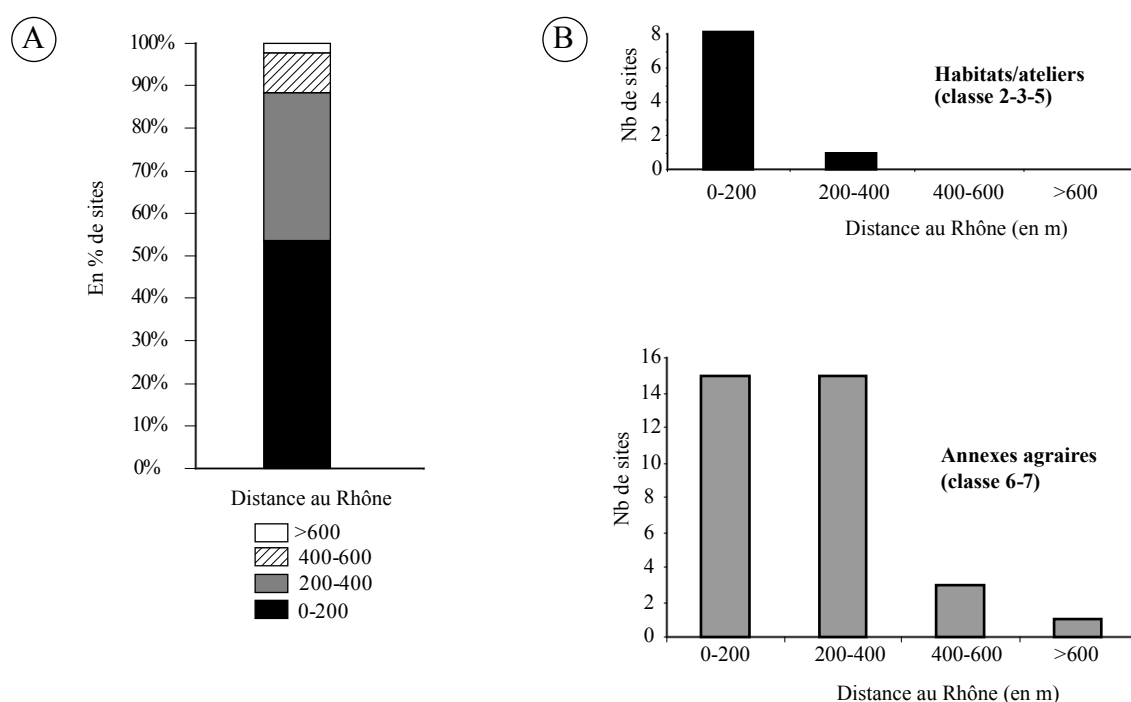 A
100%
90%
80%
70%
60%
50%
40%
30%
20%
10%
0%
En % de sites
Distance au Rhône
>600
400-600
200-400
0-200
B
8
6
4
2
0
Nb de sites
Habitats/ateliers
(classe 2-3-5)
0-200 200-400 400-600 >600
Distance au Rhône (en m)
16
14
12
10
8
6
4
2
0
Nb de sites
Annexes agraires
(classe 6-7)
0-200 200-400 400-600 >600
Distance au Rhône (en m)